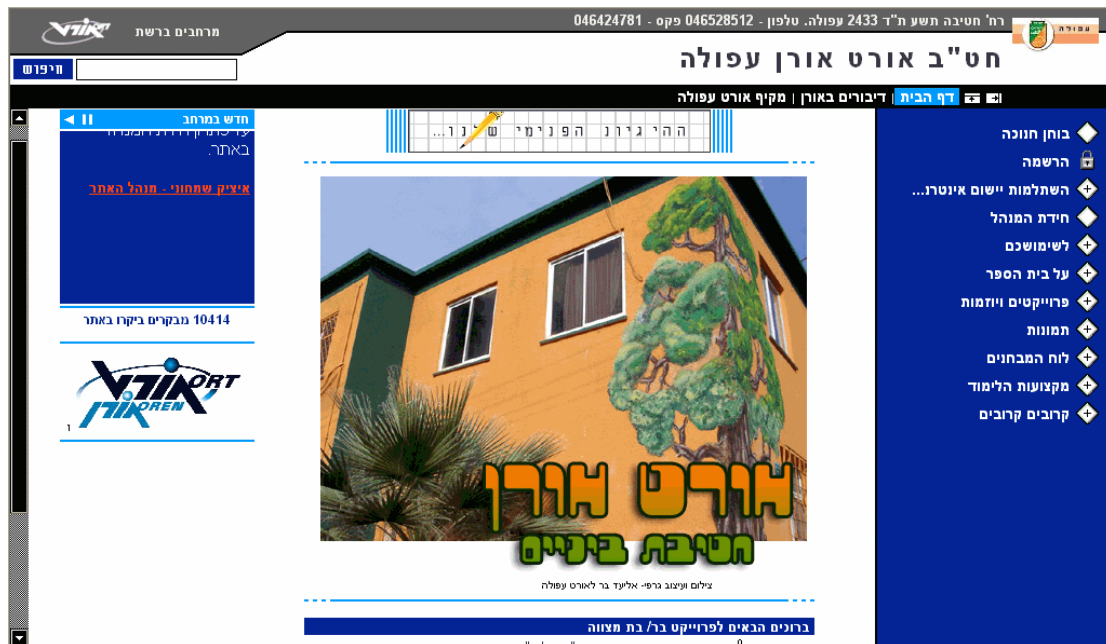 רח' חטיבה תשע ת"ד 2433 עפולה. טלפון - 046528512 פקס - 046424781
עפולה
מרחבים ברשת
אורט
חט"ב אורט אורן עפולה
חיפוש
דף הבית | דיבורים באורן | מקיף אורט עפולה
בוחן חנוכה
הרשמה
השתלמות יישום אינטרנ...
חידת המנהל
לשימושכם
על בית הספר
פרוייקטים ויוזמות
תמונות
לוח המבחנים
מקצועות הלימוד
קרובים קרובים
ההיגיון הפנימי שלנו...
אורט אורן
חטיבת ביניים
צילום ועיצוב גרפי- אליעד בר לאורט עפולה
ברוכים הבאים לפרוייקט בר/ בת מצווה
חדש במרחב
באתר.
איציק שמחוני - מנהל האתר
10414 מבקרים ביקרו באתר
אורט ORT
אורן OREN
1